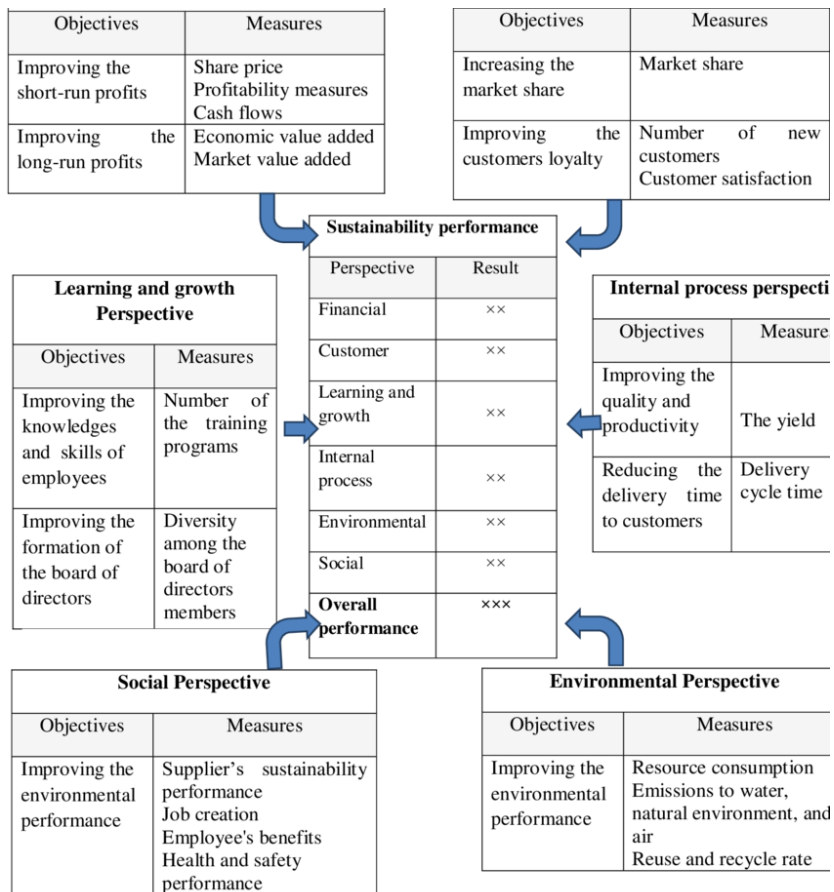 Objectives Measures
Improving the Share price
short-run profits Profitability measures
Cash flows
Improving the Economic value added
long-run profits Market value added
Objectives Measures
Increasing the Market share
market share
Improving the Number of new
customers loyalty customers
Customer satisfaction
Sustainability performance
Perspective Result
Financial ××
Customer ××
Learning and
growth ××
Internal
process ××
Environmental ××
Social ××
Overall ×××
performance
Learning and growth
Perspective
Objectives Measures
Improving the Number of
knowledges the training
and skills of programs
employees
Improving the Diversity
formation of among the
the board of board of
directors directors
members
Internal process perspecti
Objectives Measure
Improving the
quality and
productivity The yield
Reducing the Delivery
delivery time cycle time
to customers
Social Perspective
Objectives Measures
Improving the Supplier's sustainability
environmental performance
performance Job creation
Employee's benefits
Health and safety
performance
Environmental Perspective
Objectives Measures
Improving the Resource consumption
environmental Emissions to water,
performance natural environment, and
air
Reuse and recycle rate